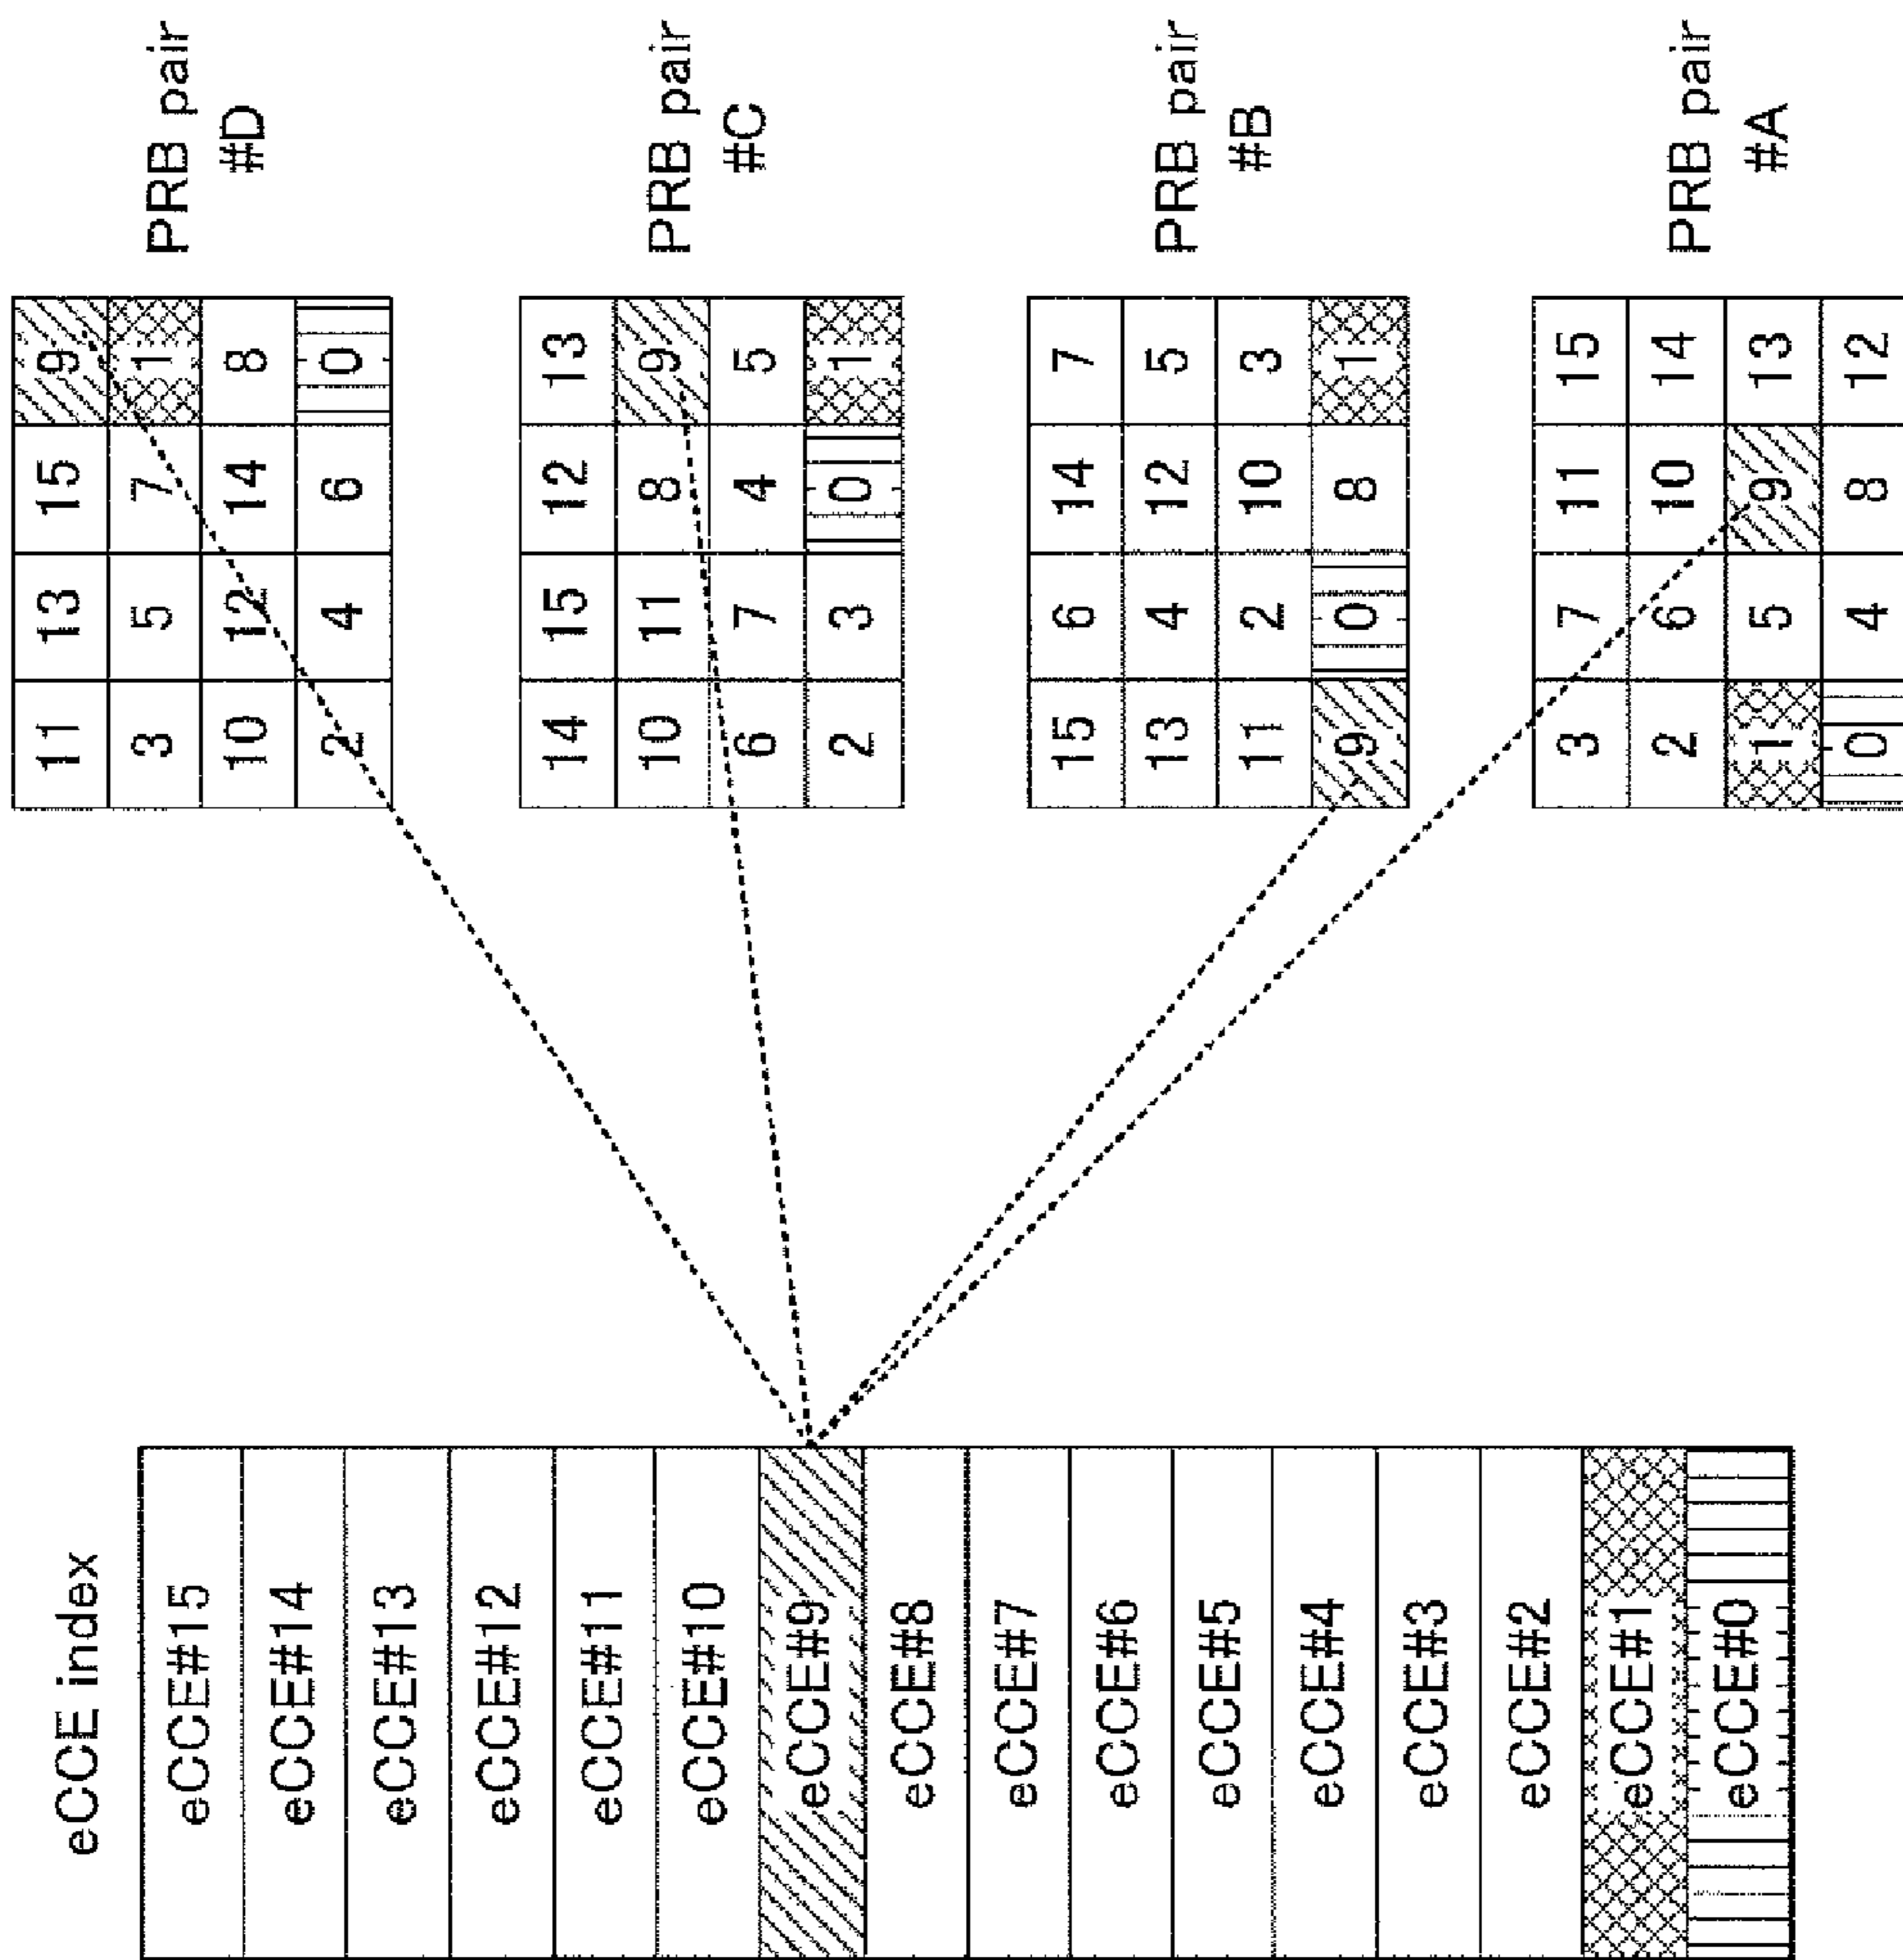 eCCE index
eCCE#15
eCCE#14
eCCE#13
eCCE#12
eCCE#11
eCCE#10
eCCE#9
eCCE#8
eCCE#7
eCCE#6
eCCE#5
eCCE#4
eCCE#3
eCCE#2
eCCE#1
eCCE#0
11 13 15 9
3 5 7 1
10 12 14 8
2 4 6 0
PRB pair
#D
14 15 12 13
10 11 8 9
6 7 4 5
2 3 0 1
PRB pair
#C
15 6 14 7
13 4 12 5
11 2 10 3
9 0 8 1
PRB pair
#B
3 7 11 15
2 6 10 14
1 5 9 13
0 4 8 12
PRB pair
#A